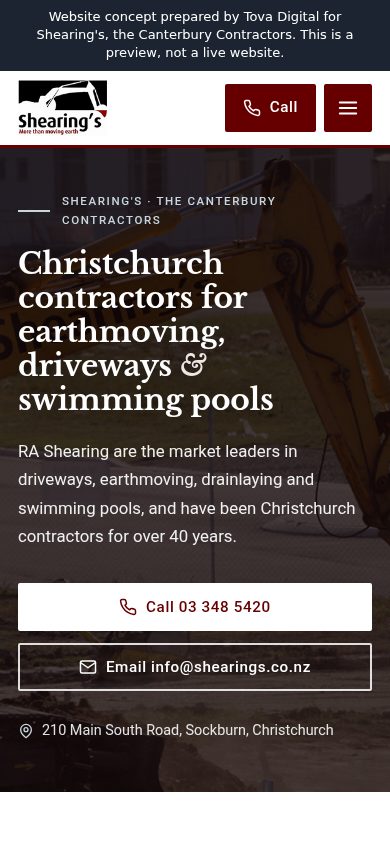 Website concept prepared by Tova Digital for
Shearing's, the Canterbury Contractors. This is a
preview, not a live website.
Shearing's
More than moving earth
Call
SHEARING'S · THE CANTERBURY
CONTRACTORS
Christchurch
contractors for
earthmoving,
driveways &
swimming pools
RA Shearing are the market leaders in
driveways, earthmoving, drainlaying and
swimming pools, and have been Christchurch
contractors for over 40 years.
Call 03 348 5420
Email info@shearings.co.nz
210 Main South Road, Sockburn, Christchurch